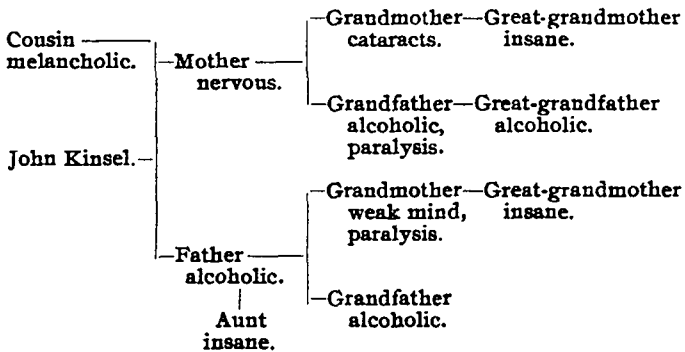 Grandmother—Great-grandmother
cataracts. insane.
Cousin
melancholic.
Mother
nervous.
Grandfather—Great-grandfather
alcoholic, alcoholic.
paralysis.
John Kinsel.
Grandmother—Great-grandmother
weak mind, insane.
paralysis.
Father
alcoholic.
Grandfather
alcoholic.
Aunt
insane.